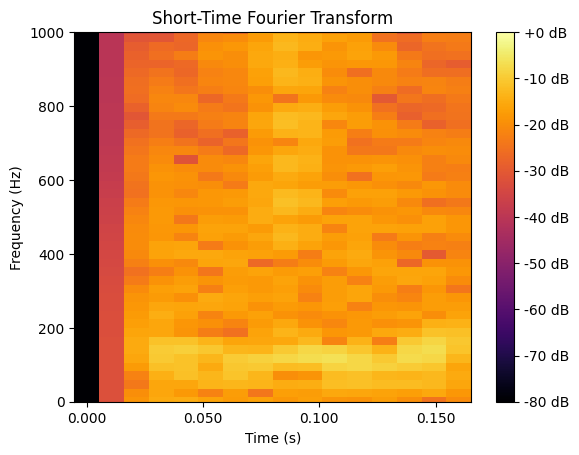 Short-Time Fourier Transform
1000
800
600
400
200
0
Frequency (Hz)
0.000
0.050
0.100
0.150
Time (s)
+0 dB
-10 dB
-20 dB
-30 dB
-40 dB
-50 dB
-60 dB
-70 dB
-80 dB